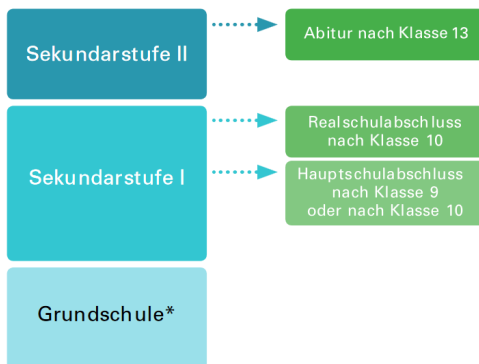 Sekundarstufe II
Abitur nach Klasse 13
Sekundarstufe I
Realschulabschluss
nach Klasse 10
Hauptschulabschluss
nach Klasse 9
oder nach Klasse 10
Grundschule*